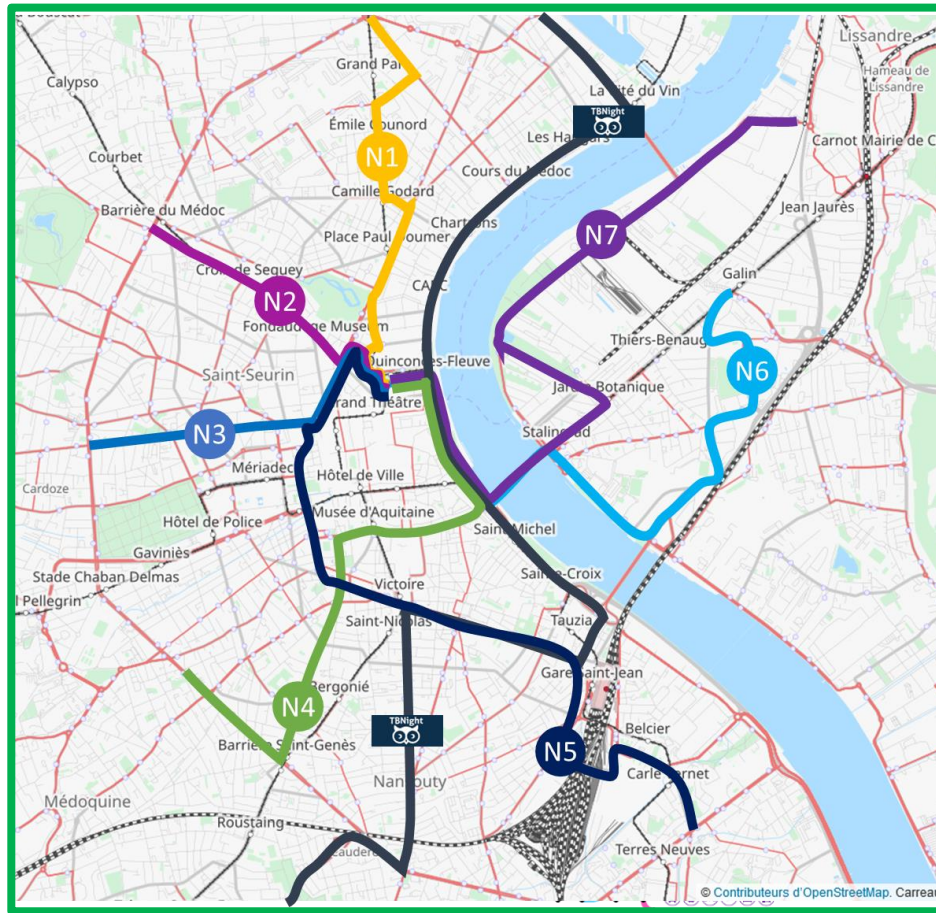 Lissandre
Grand Parc
Calypso
Hameau de
Lissandre
La Cité du Vin
TBNight
Émile Counord
Les Hangars
Carnot Mairie de C
Courbet
N1
Cours du Médoc
Camille Godard
Jean Jaurès
Barrière du Médoc
Chartrons
Place Paul Doumer
N7
Croix de Seguey
Galin
CAPC
N2
Fondaudège Museum
Thiers-Benauge
Quinconces-Fleuve
Saint-Seurin
N6
Jardin Botanique
Grand Théâtre
Stalingrad
N3
Mériadeck
Hôtel de Ville
Cardoze
Musée d'Aquitaine
Hôtel de Police
Saint-Michel
Gaviniès
Stade Chaban Delmas
Sainte-Croix
Victoire
l Pellegrin
Saint-Nicolas
Tauzia
Gare Saint-Jean
Bergonié
N4
TBNight
Belcier
Barrière Saint-Genès
N5
Carle Vernet
Nansouty
Médoquine
Roustaing
Terres Neuves
© Contributeurs d'OpenStreetMap. Carreau